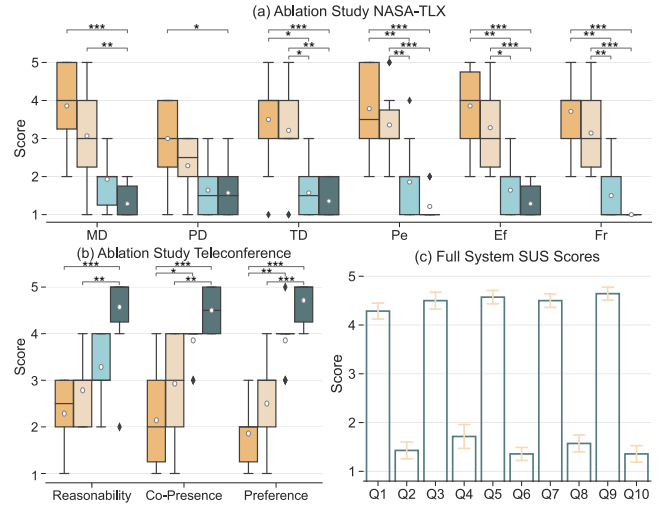 (a) Ablation Study NASA-TLX
*** * *** *** *** ***
** * ** ** **
** *** *** ***
* ** * **
5
4
3
2
1
Score
MD PD TD Pe Ef Fr
(b) Ablation Study Teleconference
*** *** ***
* **
** ** ***
5
4
3
2
1
Score
Reasonability Co-Presence Preference
(c) Full System SUS Scores
5
4
3
2
1
Score
Q1 Q2 Q3 Q4 Q5 Q6 Q7 Q8 Q9 Q10